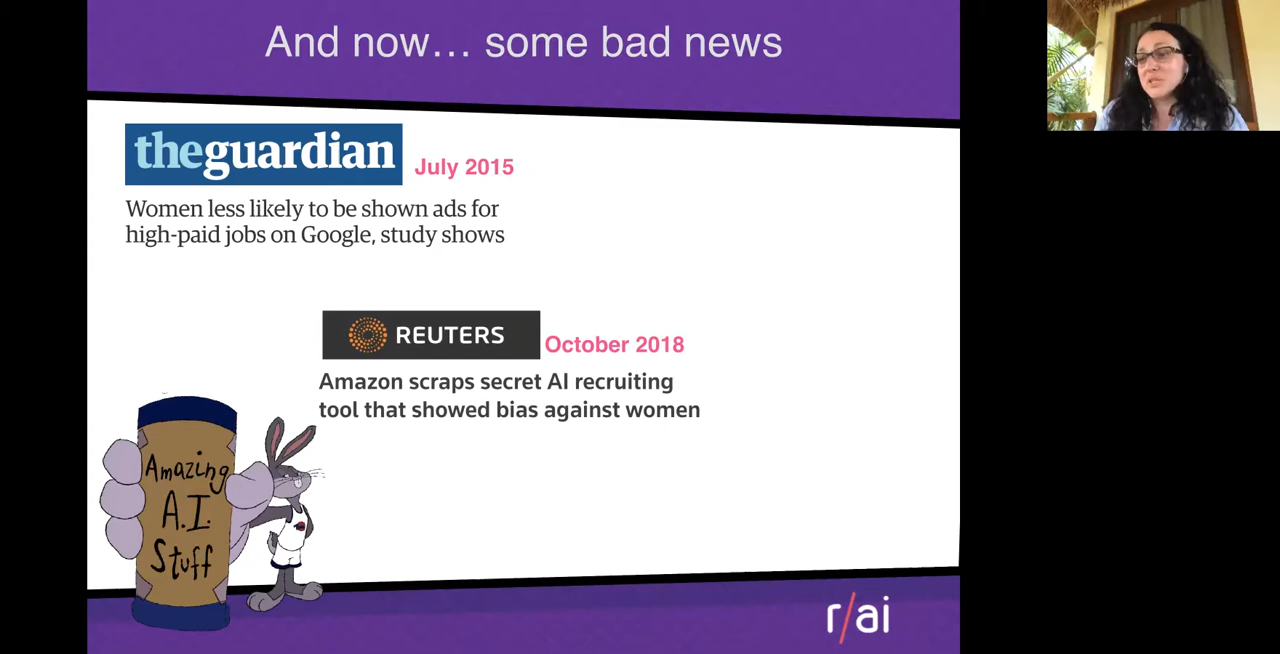 And now… some bad news
theguardian
July 2015
Women less likely to be shown ads for
high-paid jobs on Google, study shows
REUTERS
October 2018
Amazon scraps secret AI recruiting
tool that showed bias against women
Amazing
A.I.
Stuff
r/ai